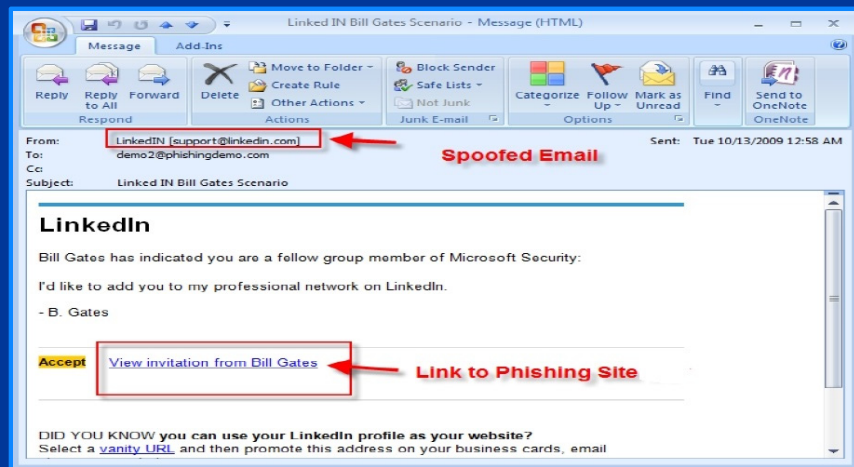 Linked IN Bill Gates Scenario - Message (HTML)
Message Add-Ins
Reply
Reply to All
Forward
Respond
Delete
Move to Folder
Create Rule
Other Actions
Actions
Block Sender
Safe Lists
Not Junk
Junk E-mail
Categorize
Follow Up
Mark as Unread
Options
Find
Send to OneNote
OneNote
From: LinkedIN [support@linkedin.com]
Spoofed Email
Sent: Tue 10/13/2009 12:58 AM
To: demo2@phishingdemo.com
Cc:
Subject: Linked IN Bill Gates Scenario
LinkedIn
Bill Gates has indicated you are a fellow group member of Microsoft Security:
I'd like to add you to my professional network on LinkedIn.
- B. Gates
Accept View invitation from Bill Gates
Link to Phishing Site
DID YOU KNOW you can use your LinkedIn profile as your website?
Select a vanity URL and then promote this address on your business cards, email